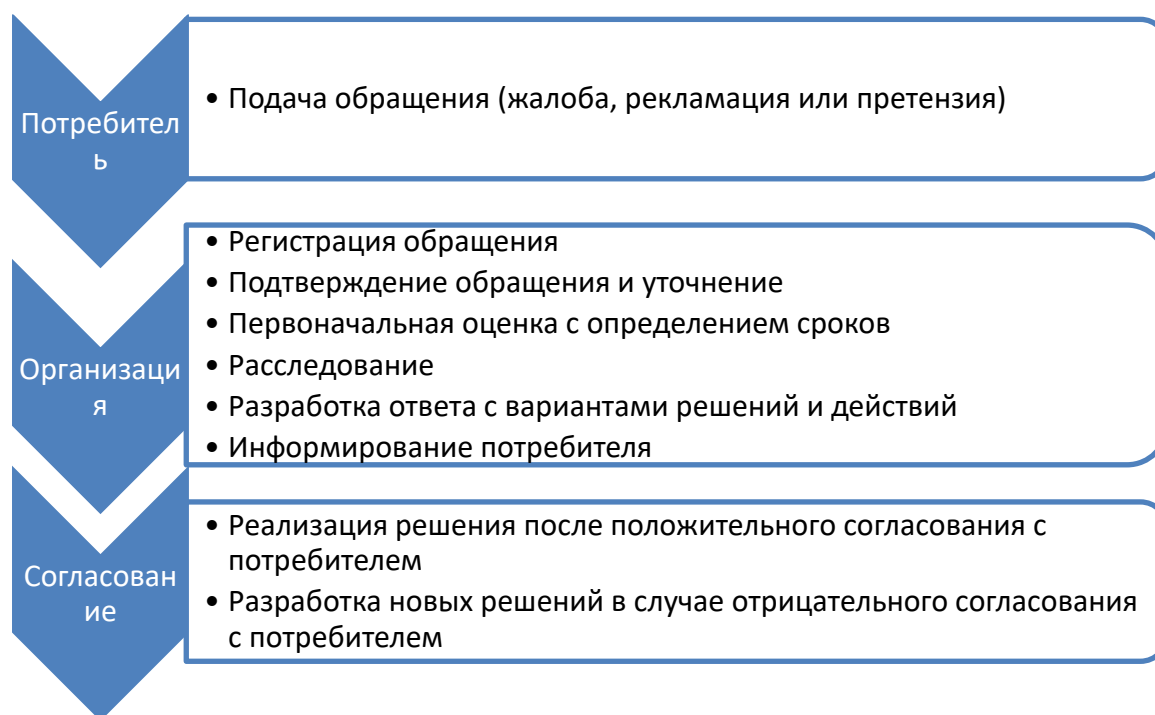 Потребител
ь
• Подача обращения (жалоба, рекламация или претензия)
Организаци
я
• Регистрация обращения
• Подтверждение обращения и уточнение
• Первоначальная оценка с определением сроков
• Расследование
• Разработка ответа с вариантами решений и действий
• Информирование потребителя
Согласован
ие
• Реализация решения после положительного согласования с
потребителем
• Разработка новых решений в случае отрицательного согласования
с потребителем